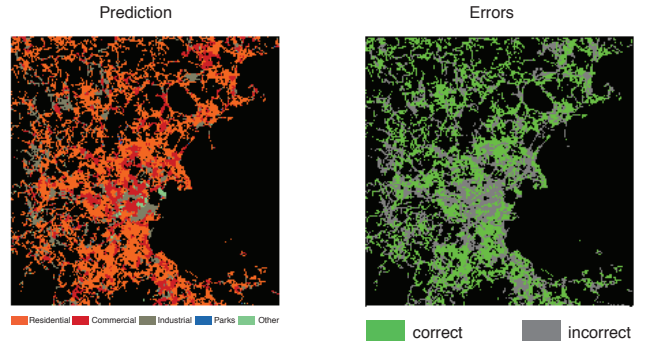 Prediction
Errors
Residential Commercial Industrial Parks Other
correct incorrect